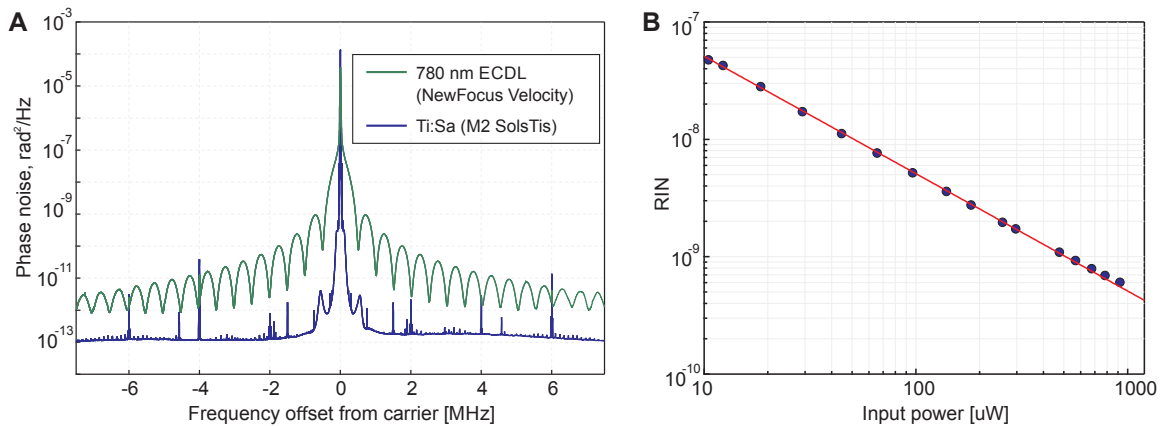 A
10⁻³
10⁻⁵
10⁻⁷
10⁻⁹
10⁻¹¹
10⁻¹³
Phase noise, rad²/Hz
780 nm ECDL
(NewFocus Velocity)
Ti:Sa (M2 SolsTis)
-6 -4 -2 0 2 4 6
Frequency offset from carrier [MHz]
B
10⁻⁷
10⁻⁸
10⁻⁹
10⁻¹⁰
RIN
10 100 1000
Input power [uW]